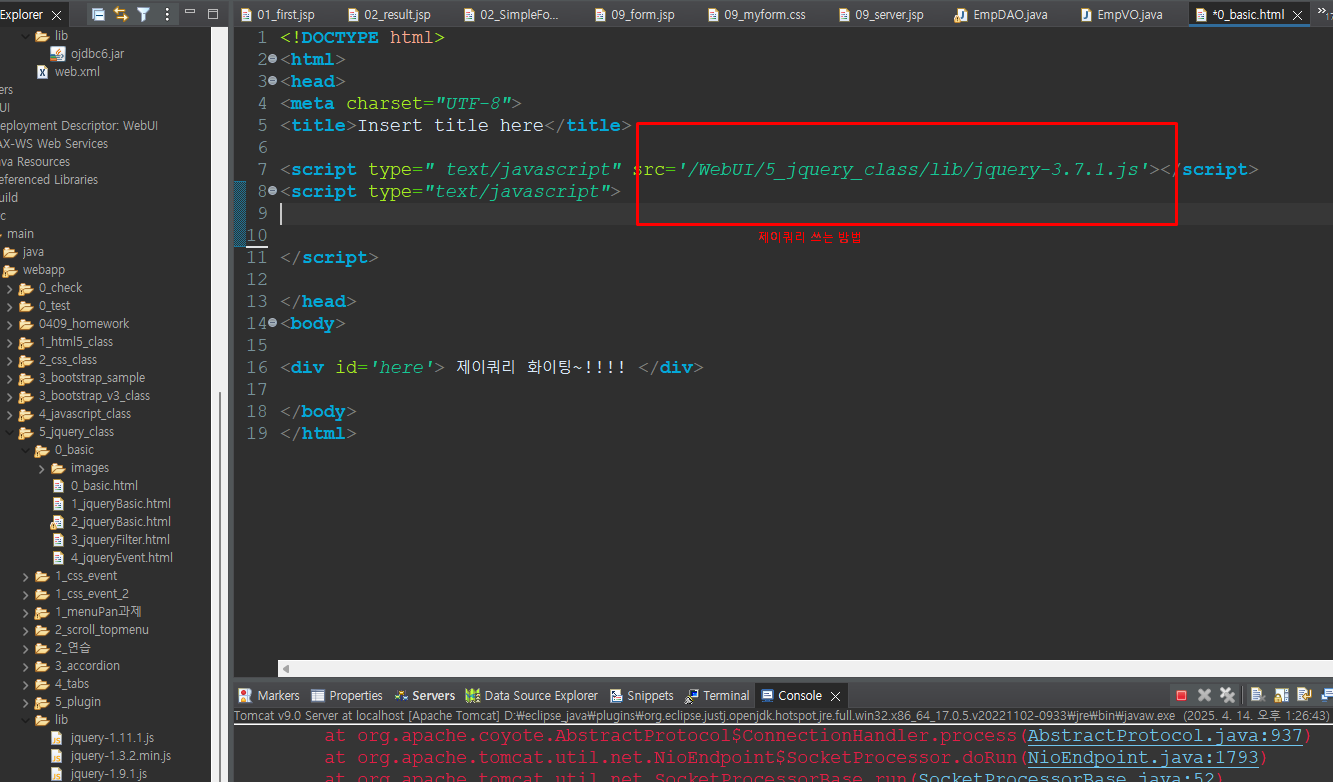 Explorer
01_first.jsp
02_result.jsp
02_SimpleFo...
09_form.jsp
09_myform.css
09_server.jsp
EmpDAO.java
EmpVO.java
*0_basic.html
lib
ojdbc6.jar
web.xml
ers
UI
eployment Descriptor: WebUI
AX-WS Web Services
ava Resources
eferenced Libraries
uild
c
main
java
webapp
0_check
0_test
0409_homework
1_html5_class
2_css_class
3_bootstrap_sample
3_bootstrap_v3_class
4_javascript_class
5_jquery_class
0_basic
images
0_basic.html
1_jqueryBasic.html
2_jqueryBasic.html
3_jqueryFilter.html
4_jqueryEvent.html
1_css_event
1_css_event_2
1_menuPan과제
2_scroll_topmenu
2_연습
3_accordion
4_tabs
5_plugin
lib
jquery-1.11.1.js
jquery-1.3.2.min.js
jquery-1.9.1.js
1 <!DOCTYPE html>
2 <html>
3 <head>
4 <meta charset="UTF-8">
5 <title>Insert title here</title>
6
7 <script type=" text/javascript" src='/WebUI/5_jquery_class/lib/jquery-3.7.1.js'></script>
8 <script type="text/javascript">
9
10
제이쿼리 쓰는 방법
11 </script>
12
13 </head>
14 <body>
15
16 <div id='here'> 제이쿼리 화이팅~!!!! </div>
17
18 </body>
19 </html>
Markers
Properties
Servers
Data Source Explorer
Snippets
Terminal
Console
Tomcat v9.0 Server at localhost [Apache Tomcat] D:₩eclipse_java₩plugins₩org.eclipse.justj.openjdk.hotspot.jre.full.win32.x86_64_17.0.5.v20221102-0933₩jre₩bin₩javaw.exe (2025. 4. 14. 오후 1:26:43)
at org.apache.coyote.AbstractProtocol$ConnectionHandler.process(AbstractProtocol.java:937)
at org.apache.tomcat.util.net.NioEndpoint$SocketProcessor.doRun(NioEndpoint.java:1793)
at org.apache.tomcat.util.net.SocketProcessorBase.run(SocketProcessorBase.java:52)